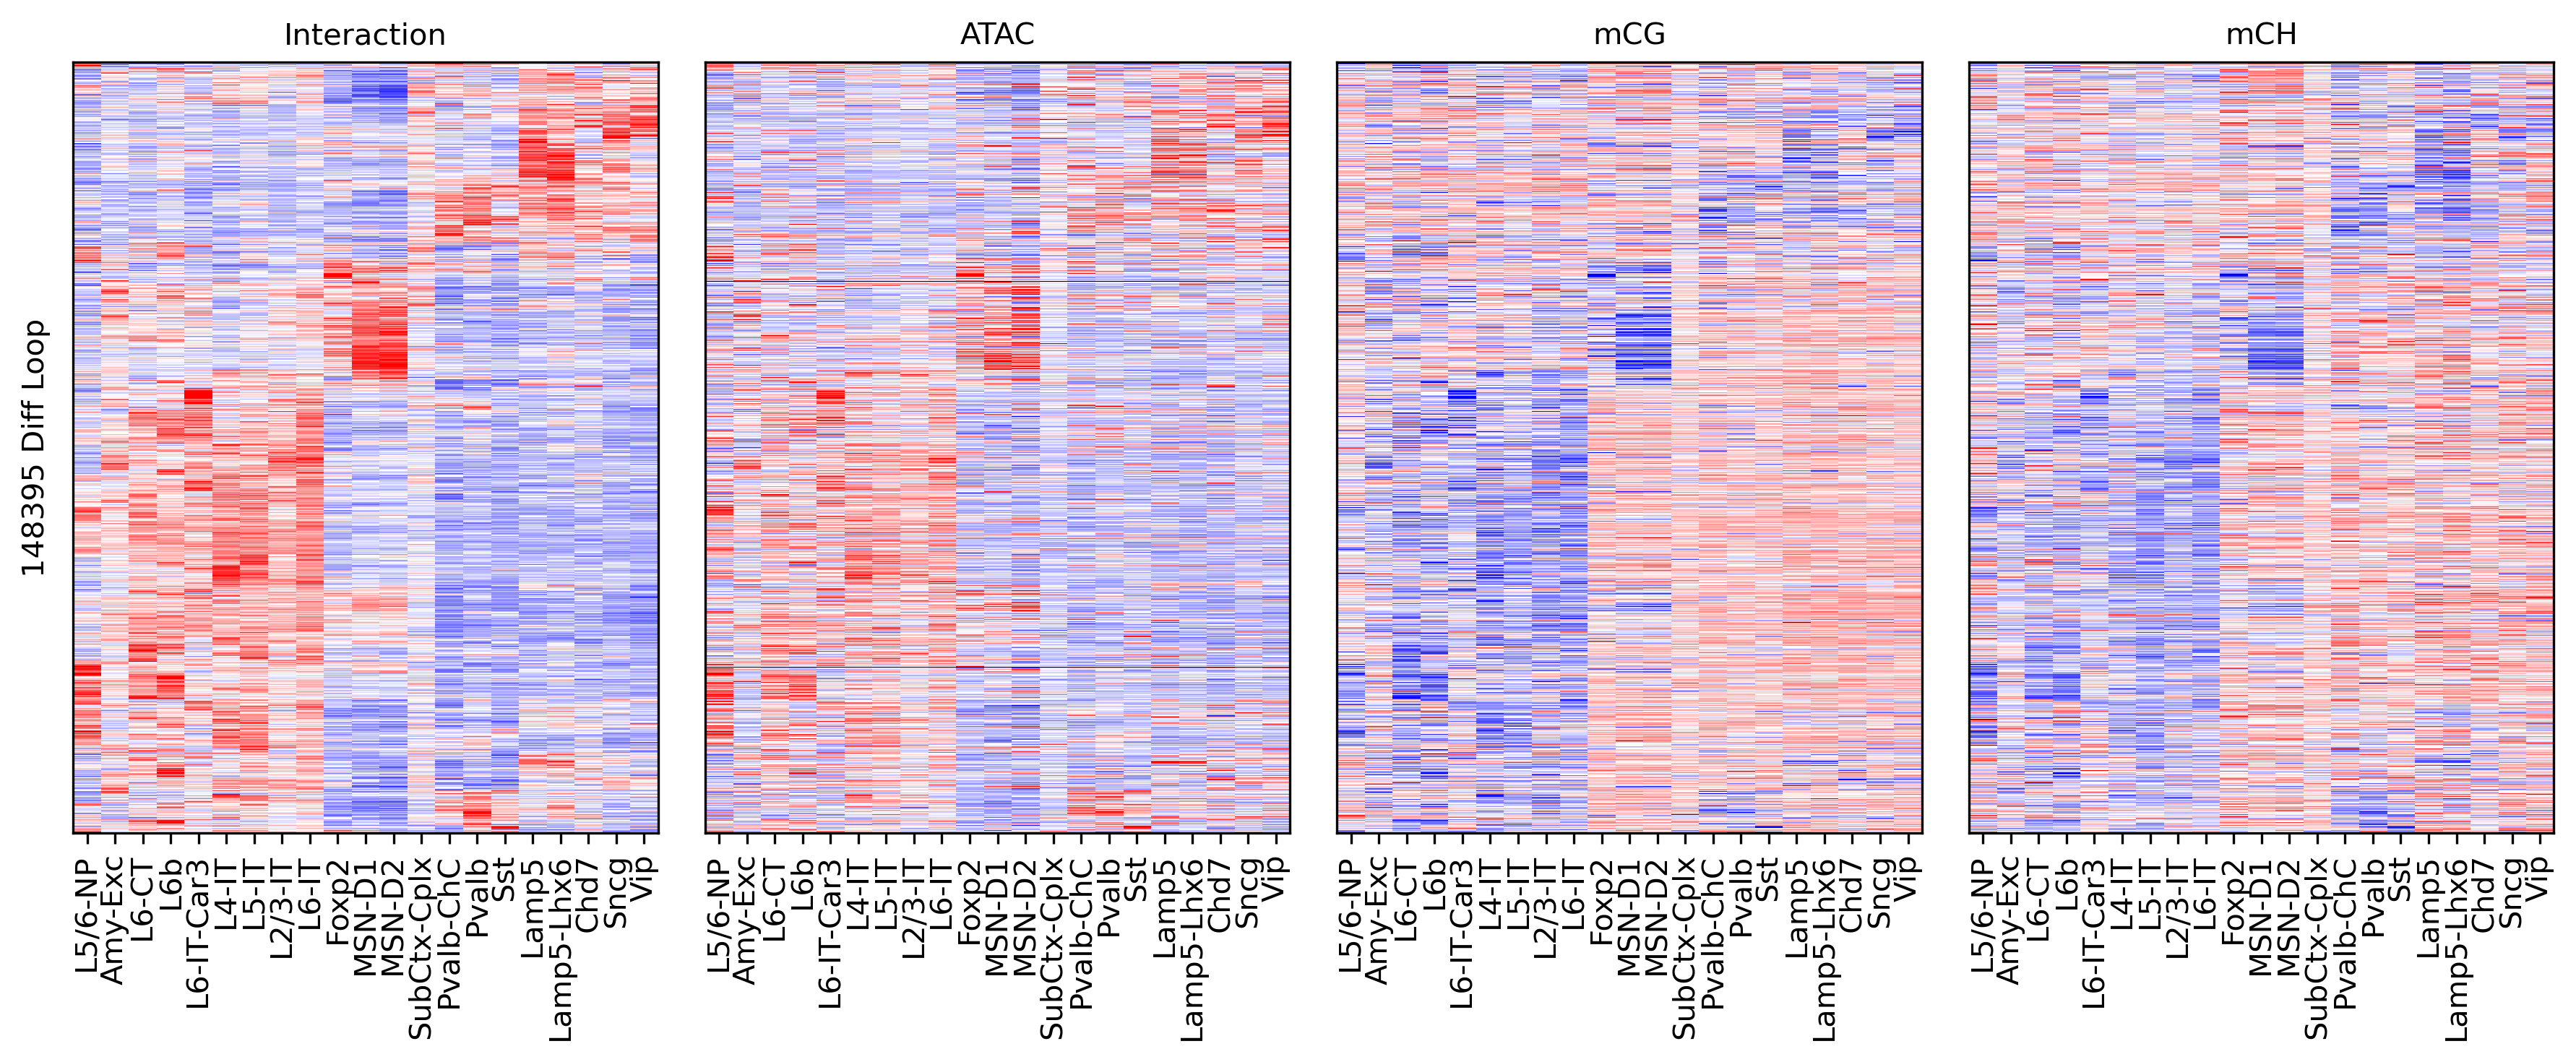 Interaction
ATAC
mCG
mCH
148395 Diff Loop
L5/6-NP
Amy-Exc
L6-CT
L6b
L6-IT-Car3
L4-IT
L5-IT
L2/3-IT
L6-IT
Foxp2
MSN-D1
MSN-D2
SubCtx-Cplx
Pvalb-ChC
Pvalb
Sst
Lamp5
Lamp5-Lhx6
Chd7
Sncg
Vip
L5/6-NP
Amy-Exc
L6-CT
L6b
L6-IT-Car3
L4-IT
L5-IT
L2/3-IT
L6-IT
Foxp2
MSN-D1
MSN-D2
SubCtx-Cplx
Pvalb-ChC
Pvalb
Sst
Lamp5
Lamp5-Lhx6
Chd7
Sncg
Vip
L5/6-NP
Amy-Exc
L6-CT
L6b
L6-IT-Car3
L4-IT
L5-IT
L2/3-IT
L6-IT
Foxp2
MSN-D1
MSN-D2
SubCtx-Cplx
Pvalb-ChC
Pvalb
Sst
Lamp5
Lamp5-Lhx6
Chd7
Sncg
Vip
L5/6-NP
Amy-Exc
L6-CT
L6b
L6-IT-Car3
L4-IT
L5-IT
L2/3-IT
L6-IT
Foxp2
MSN-D1
MSN-D2
SubCtx-Cplx
Pvalb-ChC
Pvalb
Sst
Lamp5
Lamp5-Lhx6
Chd7
Sncg
Vip